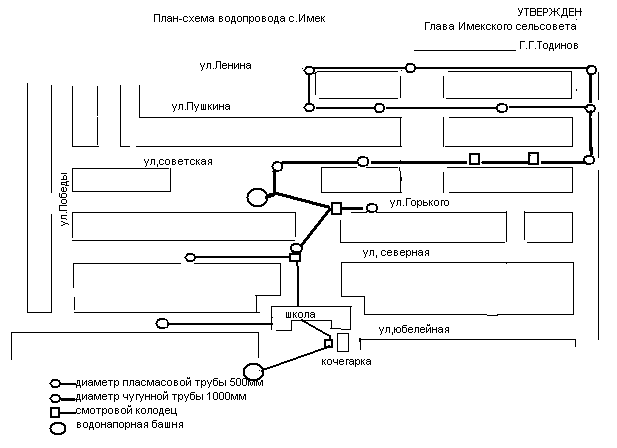 УТВЕРЖДЕН
План-схема водопровода с.Имек
Глава Имекского сельсовета
Г.Г.Тодинов
ул.Ленина
ул.Пушкина
ул,советская
ул.Победы
ул.Горького
ул, северная
школа
ул,юбелейная
кочегарка
диаметр пласмасовой трубы 500мм
диаметр чугунной трубы 1000мм
смотровой колодец
водонапорная башня